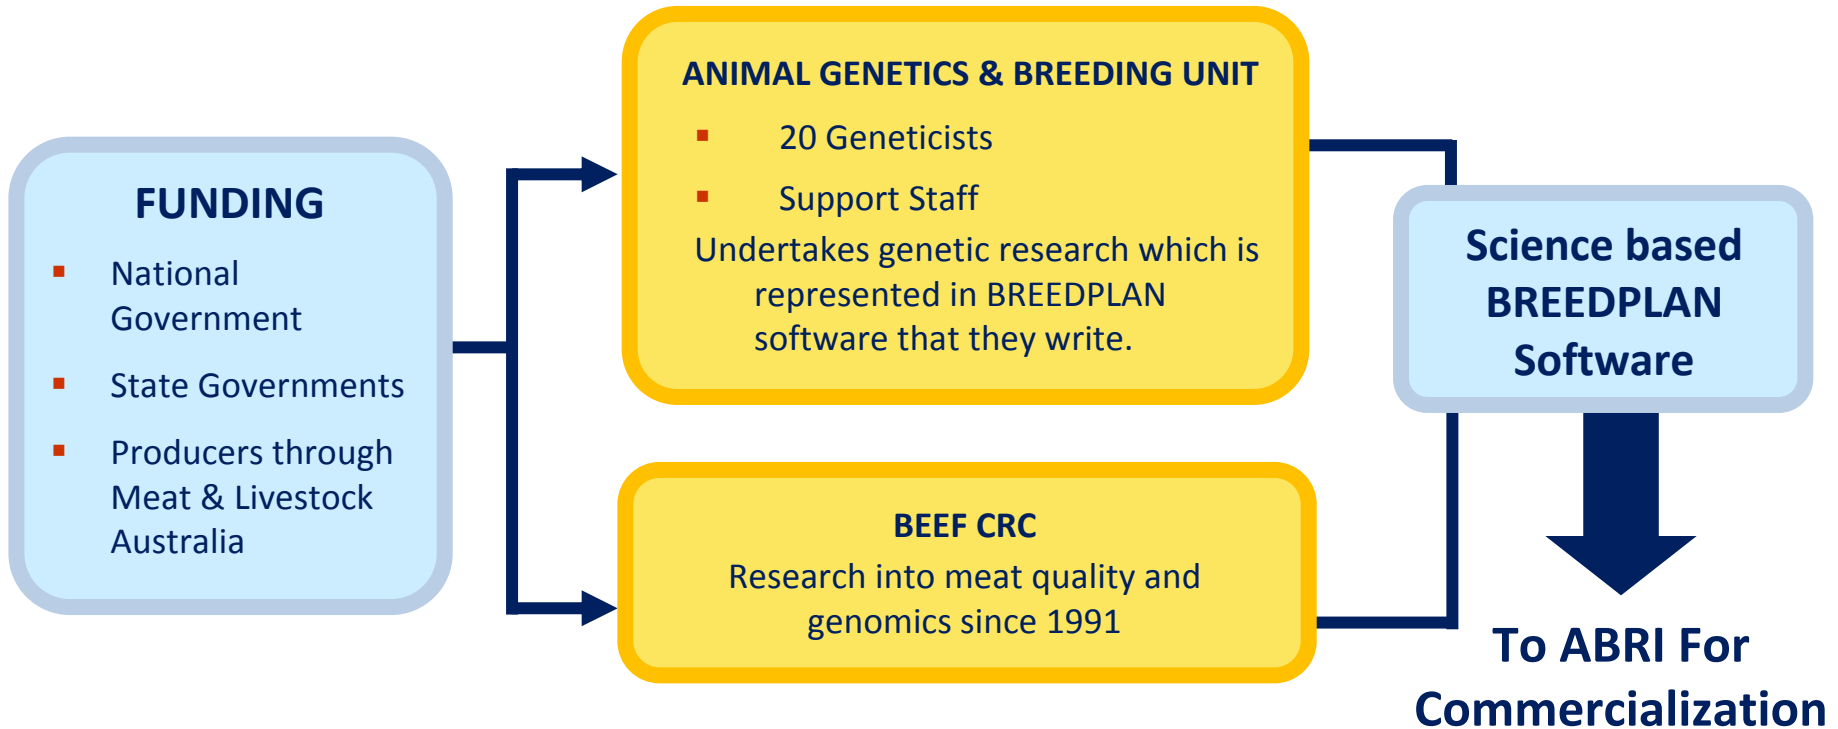 FUNDING
▪ National
Government
▪ State Governments
▪ Producers through
Meat & Livestock
Australia
ANIMAL GENETICS & BREEDING UNIT
▪ 20 Geneticists
▪ Support Staff
Undertakes genetic research which is
represented in BREEDPLAN
software that they write.
BEEF CRC
Research into meat quality and
genomics since 1991
Science based
BREEDPLAN
Software
To ABRI For
Commercialization